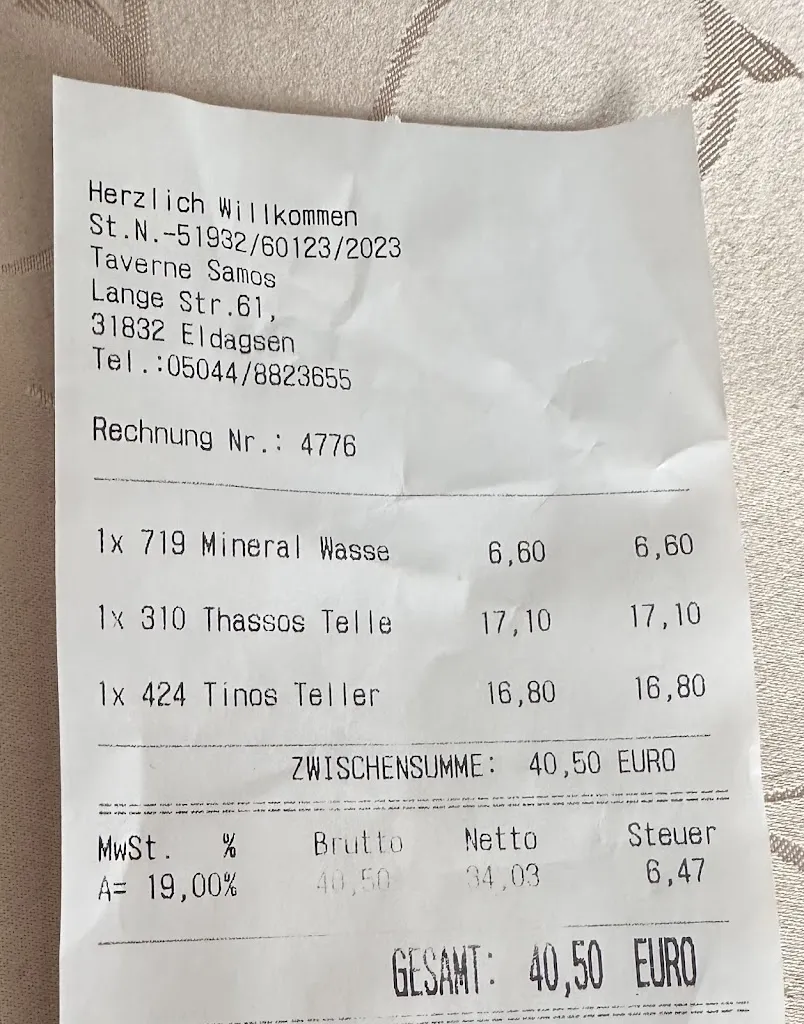 Herzlich Willkommen
St.N.-51932/60123/2023
Taverne Samos
Lange Str.61,
31832 Eldagsen
Tel.:05044/8823655
Rechnung Nr.: 4776
1x 719 Mineral Wasse 6,60 6,60
1x 310 Thassos Telle 17,10 17,10
1x 424 Tinos Teller 16,80 16,80
ZWISCHENSUMME: 40,50 EURO
MwSt. % Brutto Netto Steuer
A= 19,00% 40,50 34,03 6,47
GESAMT: 40,50 EURO